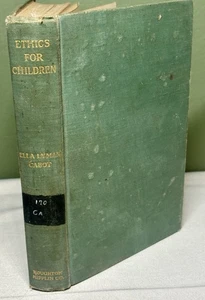 ETHICS
FOR
CHILDREN
ELLA LYMAN
CABOT
170
CA
HOUGHTON
MIFFLIN CO.